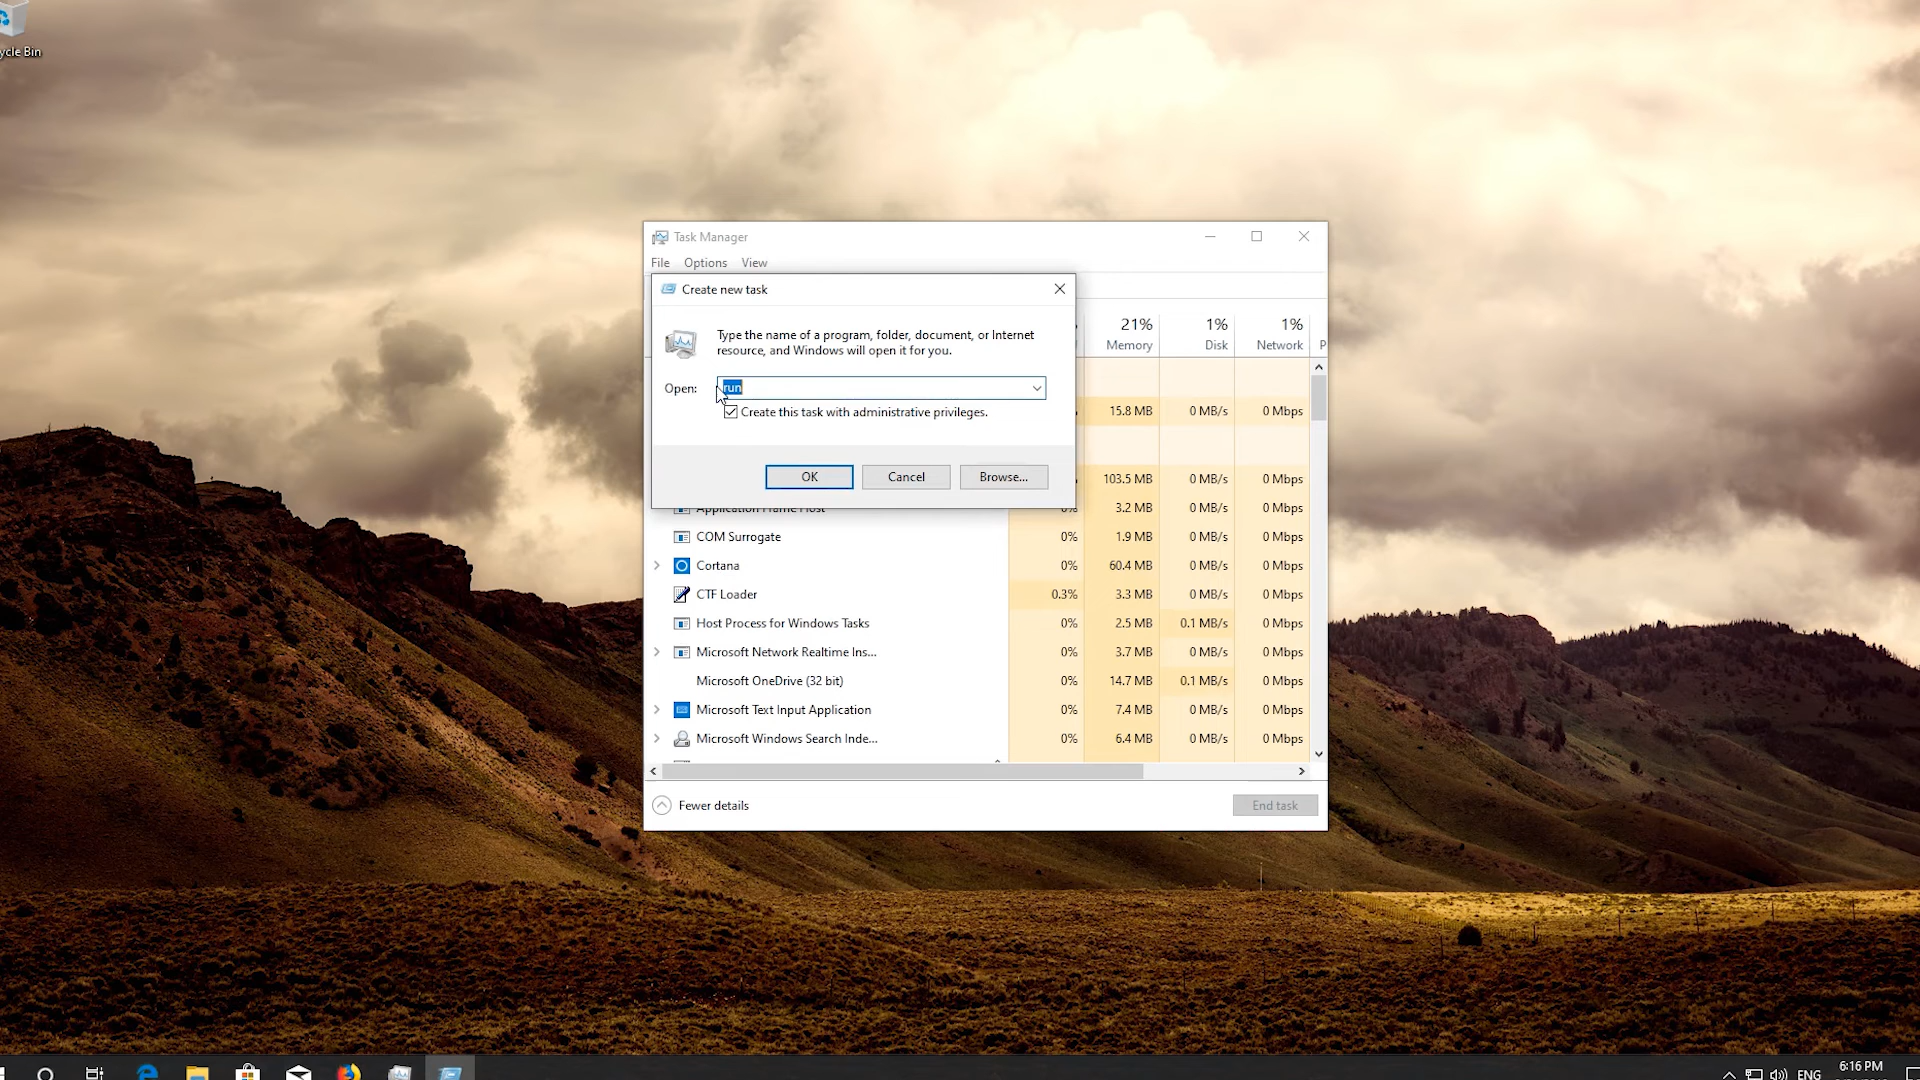 ycle Bin
Task Manager
File Options View
Create new task
Type the name of a program, folder, document, or Internet
resource, and Windows will open it for you.
Open: run
Create this task with administrative privileges.
OK Cancel Browse...
21% 1% 1%
Memory Disk Network P
15.8 MB 0 MB/s 0 Mbps
103.5 MB 0 MB/s 0 Mbps
Application Frame Host 0% 3.2 MB 0 MB/s 0 Mbps
COM Surrogate 0% 1.9 MB 0 MB/s 0 Mbps
Cortana 0% 60.4 MB 0 MB/s 0 Mbps
CTF Loader 0.3% 3.3 MB 0 MB/s 0 Mbps
Host Process for Windows Tasks 0% 2.5 MB 0.1 MB/s 0 Mbps
Microsoft Network Realtime Ins... 0% 3.7 MB 0 MB/s 0 Mbps
Microsoft OneDrive (32 bit) 0% 14.7 MB 0.1 MB/s 0 Mbps
Microsoft Text Input Application 0% 7.4 MB 0 MB/s 0 Mbps
Microsoft Windows Search Inde... 0% 6.4 MB 0 MB/s 0 Mbps
Fewer details End task
ENG 6:16 PM